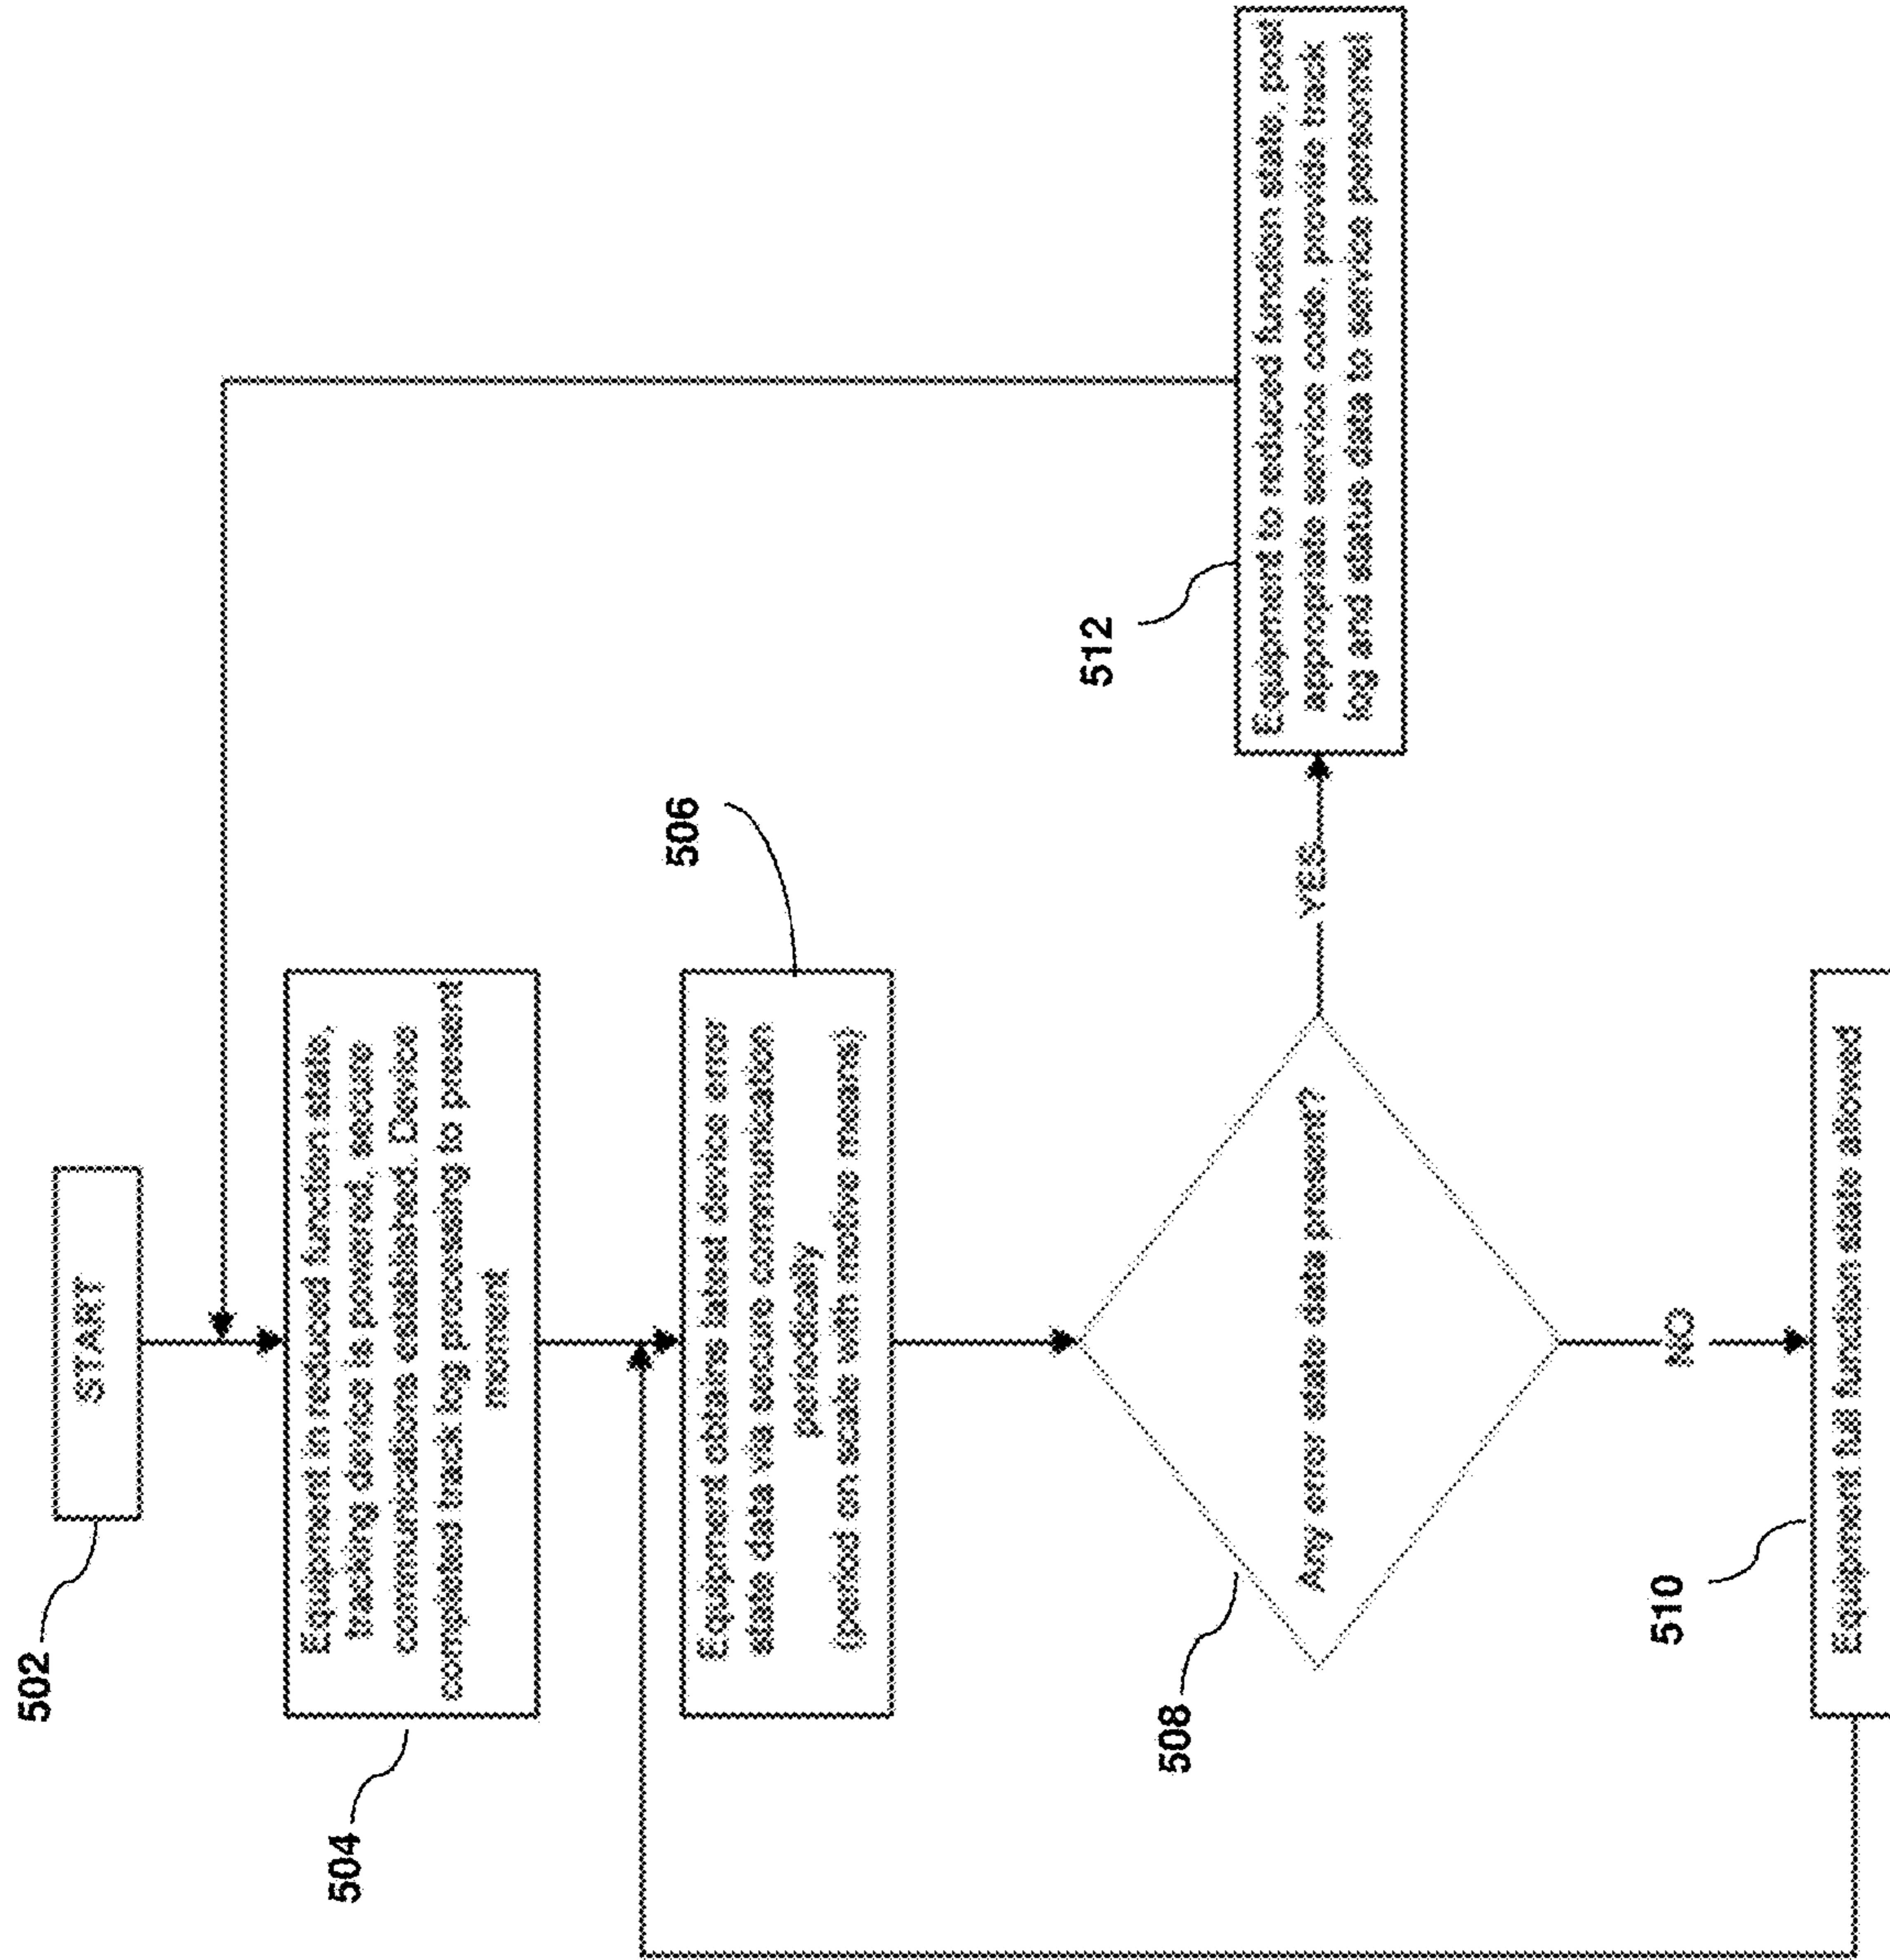 502
START
504
Equipment in reduced function state,
tracking device is powered, secure
communications established. Device
completed track log processing to present
moment
506
Equipment obtains latest device error
state data via secure communication
periodically
(period on scale with motive means)
508
Any error state data present?
YES
512
Equipment to reduced function state, post
appropriate service code, provide track
log and status data to service personnel
NO
510
Equipment full function state allowed